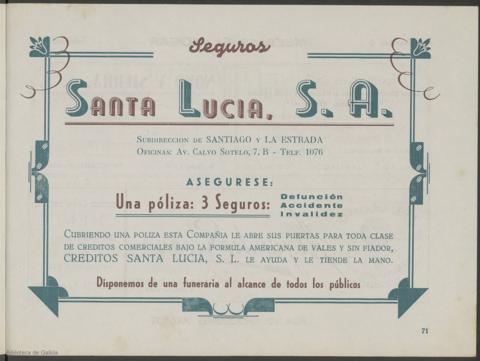 Seguros
SANTA LUCIA, S. A.
SUBDIRECCION DE SANTIAGO Y LA ESTRADA
OFICINAS: AV. CALVO SOTELO, 7, B - TELF. 1076
ASEGURESE:
Una póliza: 3 Seguros: Defunción
Accidente
Invalidez
CUBRIENDO UNA POLIZA ESTA COMPAÑIA LE ABRE SUS PUERTAS PARA TODA CLASE
DE CREDITOS COMERCIALES BAJO LA FORMULA AMERICANA DE VALES Y SIN FIADOR,
CREDITOS SANTA LUCIA, S. L. LE AYUDA Y LE TIENDE LA MANO.
Disponemos de una funeraria al alcance de todos los públicos
71
Biblioteca de Galicia